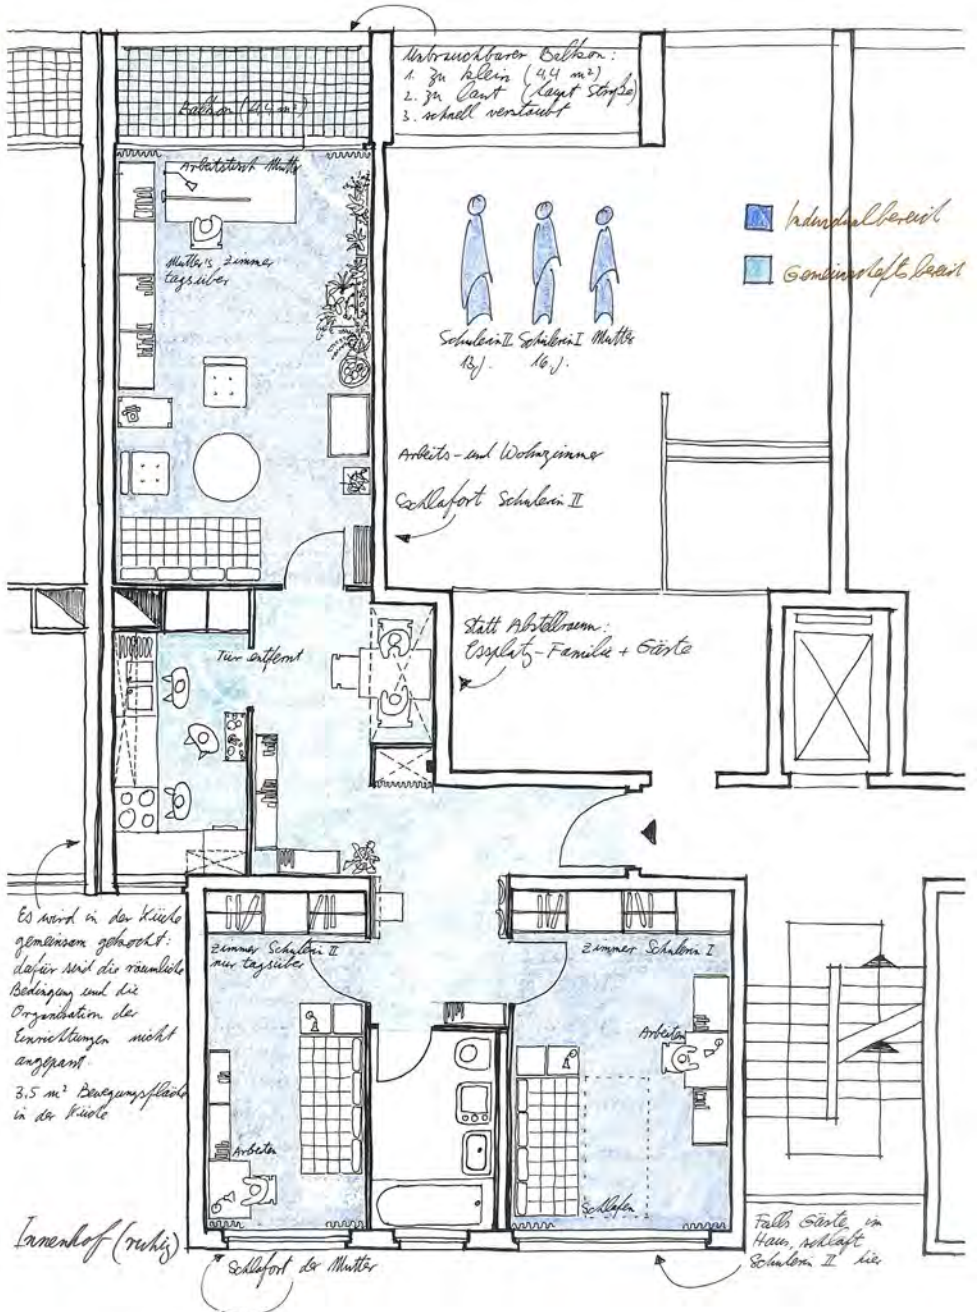 Unbrauchbarer Balkon:
1. zu klein (4,4 m²)
2. zu laut (Haupt Straße)
3. schnell verstaubt
Balkon (4,4 m²)
Arbeitstisch Mutter
Mutter's Zimmer
tagsüber
Individualbereich
Gemeinschaftsbereich
Schülerin II
13 J.
Schülerin I
16 J.
Mutter
Arbeits- und Wohnzimmer
Schlafort Schülerin II
Statt Abstellraum:
Essplatz-Familie + Gäste
Tür entfernt
Es wird in der Küche
gemeinsam gekocht:
dafür sind die räumliche
Bedingung und die
Organisation der
Einrichtungen nicht
angepasst.
3.5 m² Bewegungsfläche
in der Küche
Zimmer Schülerin II
nur tagsüber
Arbeiten
Zimmer Schülerin I
Arbeiten
Schlafen
Innenhof (ruhig)
Schlafort der Mutter
Falls Gäste im
Haus, schläft
Schülerin II hier